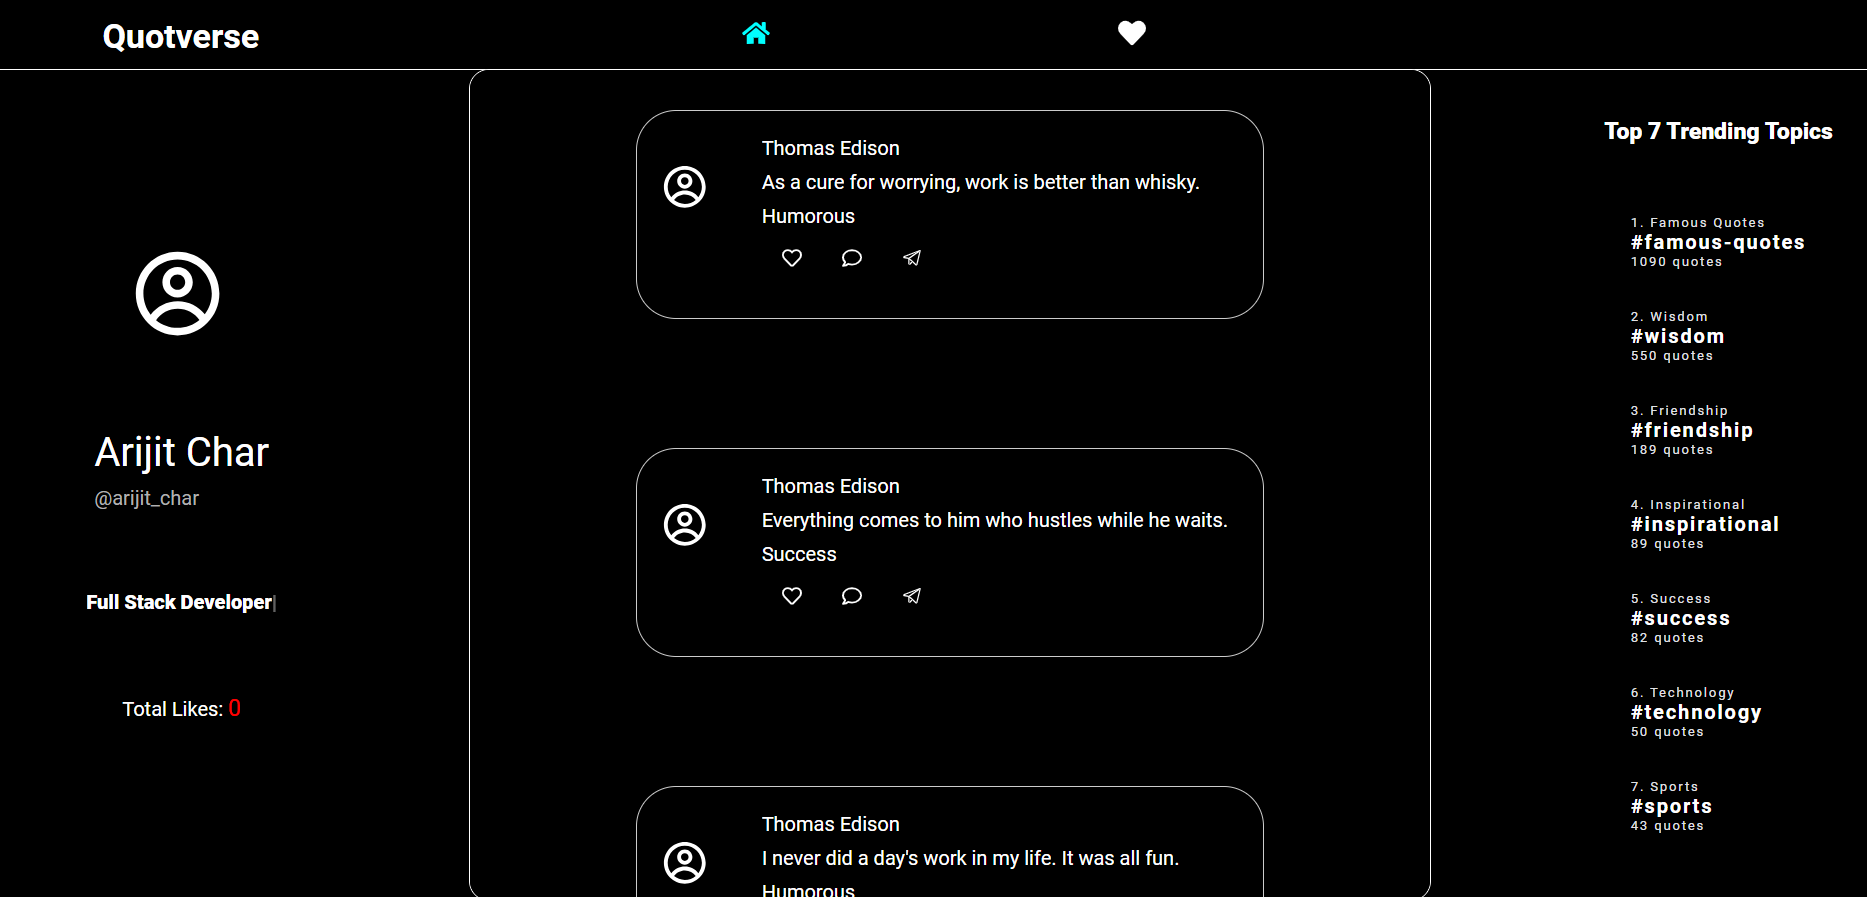 Quotverse
Arijit Char
@arijit_char
Full Stack Developer|
Total Likes: 0
Thomas Edison
As a cure for worrying, work is better than whisky.
Humorous
Thomas Edison
Everything comes to him who hustles while he waits.
Success
Thomas Edison
I never did a day's work in my life. It was all fun.
Humorous
Top 7 Trending Topics
1. Famous Quotes
#famous-quotes
1090 quotes
2. Wisdom
#wisdom
550 quotes
3. Friendship
#friendship
189 quotes
4. Inspirational
#inspirational
89 quotes
5. Success
#success
82 quotes
6. Technology
#technology
50 quotes
7. Sports
#sports
43 quotes